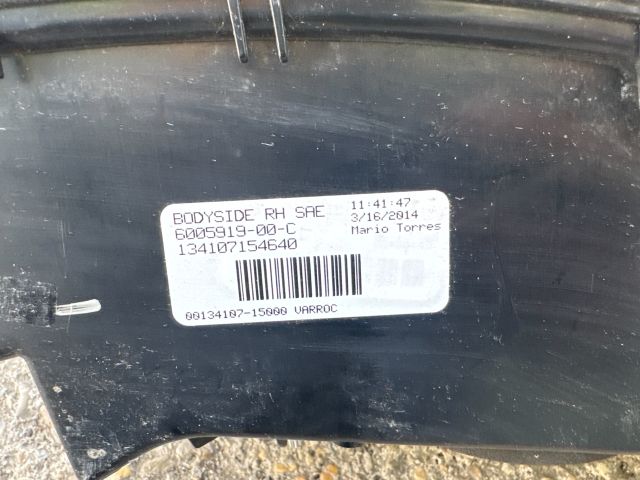 BODYSIDE RH SAE
6005919-00-C
134107154640
11:41:47
3/16/2014
Mario Torres
00134107-15000 VARROC